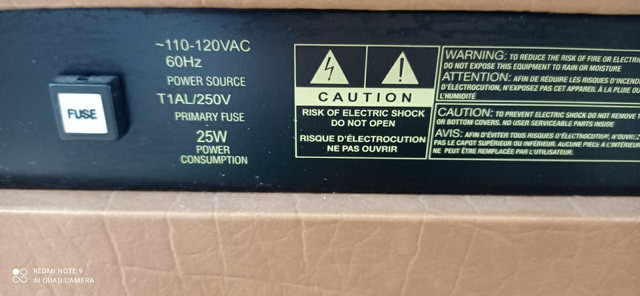 ~110-120VAC
60Hz
POWER SOURCE
T1AL/250V
PRIMARY FUSE
25W
POWER
CONSUMPTION
FUSE
CAUTION
RISK OF ELECTRIC SHOCK
DO NOT OPEN
RISQUE D'ÉLECTROCUTION
NE PAS OUVRIR
WARNING: TO REDUCE THE RISK OF FIRE OR ELECTRI
DO NOT EXPOSE THIS EQUIPMENT TO RAIN OR MOISTURE
ATTENTION: AFIN DE RÉDUIRE LES RISQUES D'INCEND
D'ÉLECTROCUTION, N'EXPOSEZ PAS CET APPAREIL À LA PLUIE OU
L'HUMIDITÉ
CAUTION: TO PREVENT ELECTRIC SHOCK DO NOT REMOVE T
OR BOTTOM COVERS. NO USER SERVICEABLE PARTS INSIDE
AVIS: AFIN D'ÉVITER TOUS RISQUES D'ÉLECTROCUTION, N'OUVRE
PAS LE CAPOT SUPÉRIEUR OU INFÉRIEUR. AUCUNE PIÈCE À L'INTÉRIEUR
NE PEUT ÊTRE REMPLACÉE PAR L'UTILISATEUR.
REDMI NOTE 9
AI QUAD CAMERA